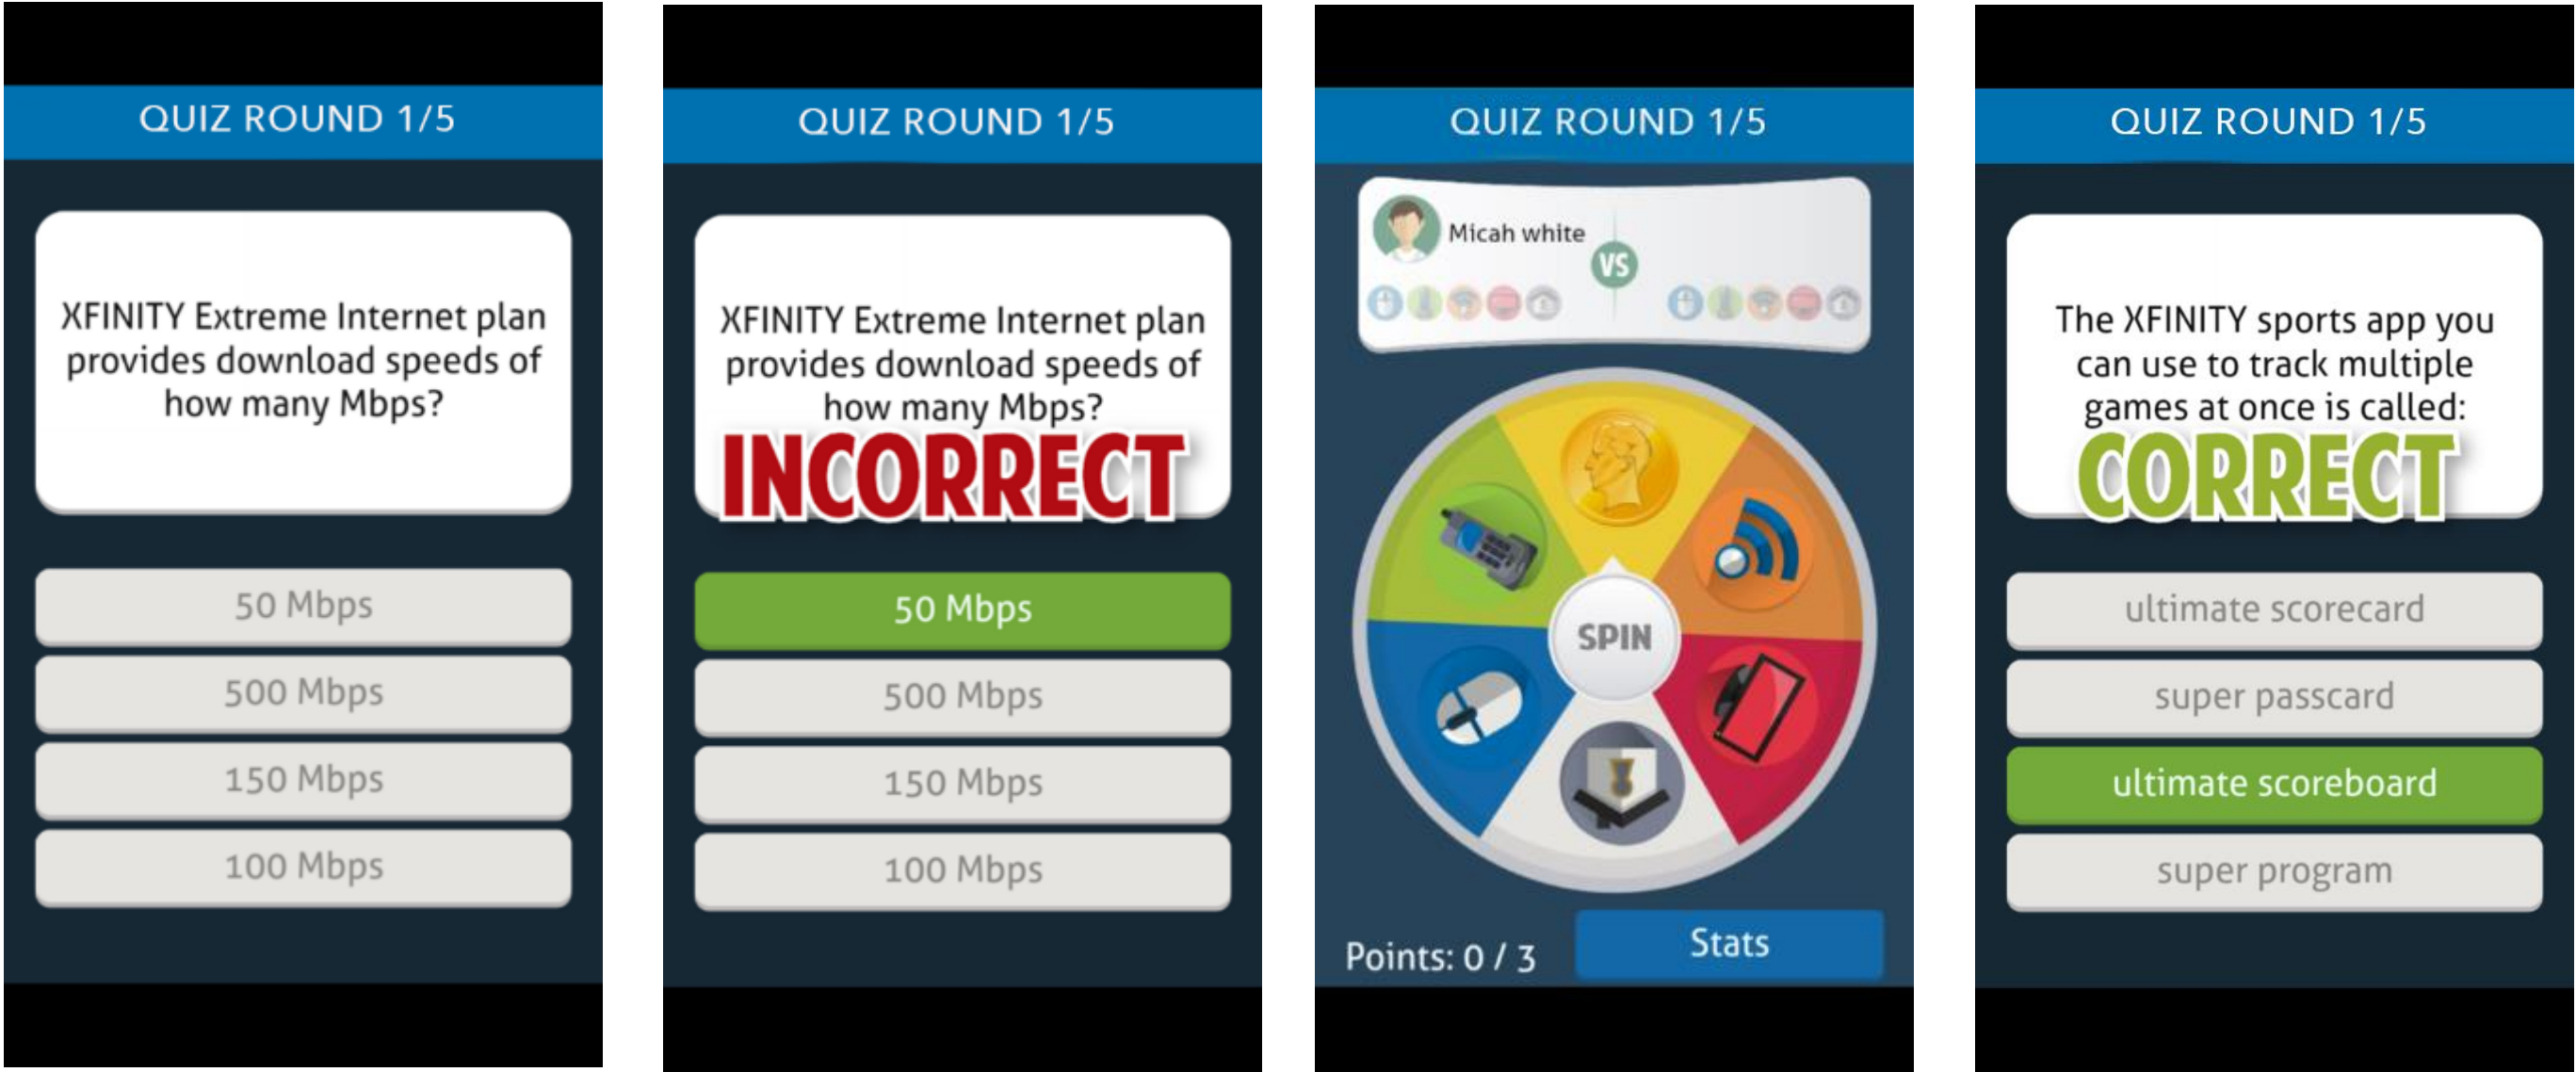 QUIZ ROUND 1/5
XFINITY Extreme Internet plan
provides download speeds of
how many Mbps?
50 Mbps
500 Mbps
150 Mbps
100 Mbps
QUIZ ROUND 1/5
XFINITY Extreme Internet plan
provides download speeds of
how many Mbps?
INCORRECT
50 Mbps
500 Mbps
150 Mbps
100 Mbps
QUIZ ROUND 1/5
Micah white
VS
SPIN
Points: 0 / 3
Stats
QUIZ ROUND 1/5
The XFINITY sports app you
can use to track multiple
games at once is called:
CORRECT
ultimate scorecard
super passcard
ultimate scoreboard
super program